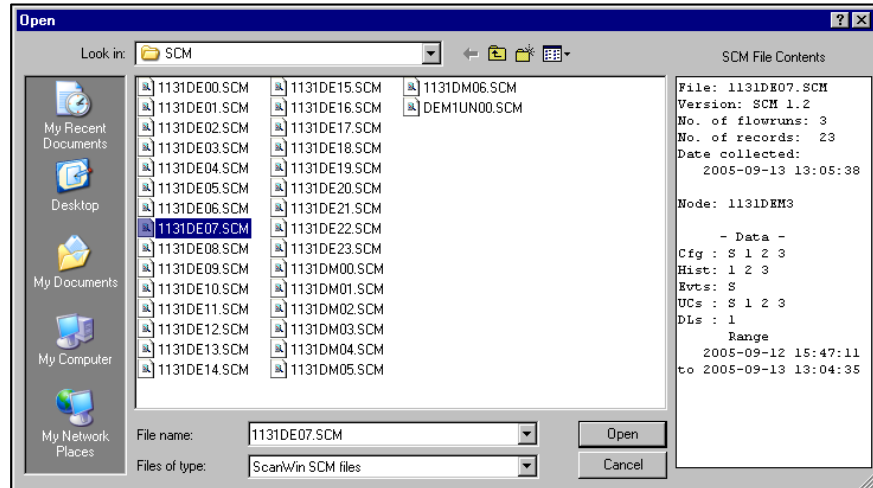 Open
Look in: SCM
SCM File Contents
My Recent
Documents
Desktop
My Documents
My Computer
My Network
Places
1131DE00.SCM
1131DE01.SCM
1131DE02.SCM
1131DE03.SCM
1131DE04.SCM
1131DE05.SCM
1131DE06.SCM
1131DE07.SCM
1131DE08.SCM
1131DE09.SCM
1131DE10.SCM
1131DE11.SCM
1131DE12.SCM
1131DE13.SCM
1131DE14.SCM
1131DE15.SCM
1131DE16.SCM
1131DE17.SCM
1131DE18.SCM
1131DE19.SCM
1131DE20.SCM
1131DE21.SCM
1131DE22.SCM
1131DE23.SCM
1131DM00.SCM
1131DM01.SCM
1131DM02.SCM
1131DM03.SCM
1131DM04.SCM
1131DM05.SCM
1131DM06.SCM
DEM1UN00.SCM
File name: 1131DE07.SCM
Open
Files of type: ScanWin SCM files
Cancel
File: 1131DE07.SCM
Version: SCM 1.2
No. of flowruns: 3
No. of records: 23
Date collected:
2005-09-13 13:05:38
Node: 1131DEM3
- Data -
Cfg : S 1 2 3
Hist: 1 2 3
Evts: S
UCs : S 1 2 3
DLs : 1
Range
2005-09-12 15:47:11
to 2005-09-13 13:04:35